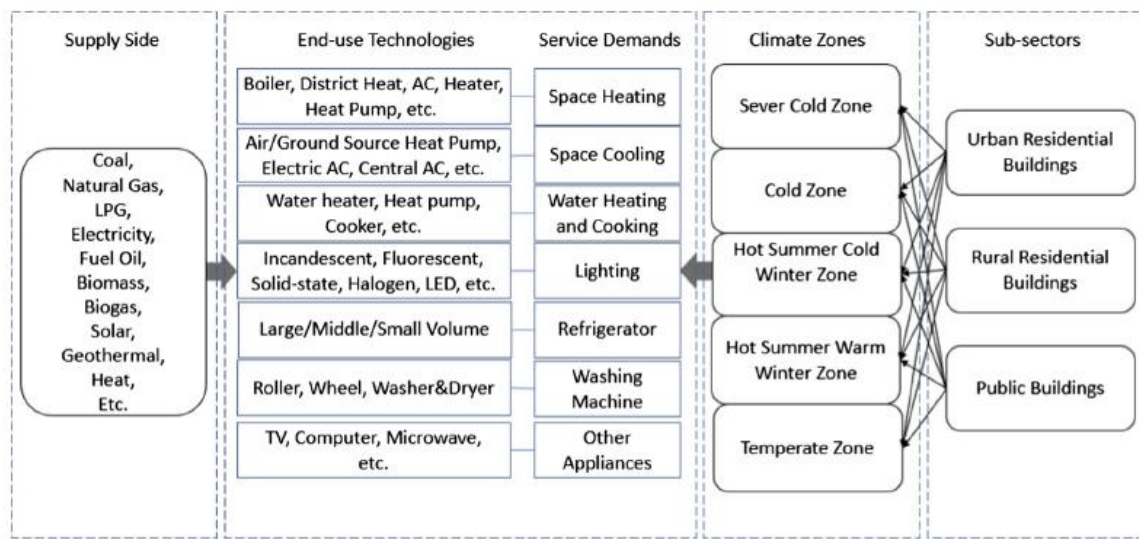 Supply Side
Coal,
Natural Gas,
LPG,
Electricity,
Fuel Oil,
Biomass,
Biogas,
Solar,
Geothermal,
Heat,
Etc.
End-use Technologies
Service Demands
Boiler, District Heat, AC, Heater,
Heat Pump, etc.
Space Heating
Air/Ground Source Heat Pump,
Electric AC, Central AC, etc.
Space Cooling
Water heater, Heat pump,
Cooker, etc.
Water Heating
and Cooking
Incandescent, Fluorescent,
Solid-state, Halogen, LED, etc.
Lighting
Large/Middle/Small Volume
Refrigerator
Roller, Wheel, Washer&Dryer
Washing
Machine
TV, Computer, Microwave,
etc.
Other
Appliances
Climate Zones
Sever Cold Zone
Cold Zone
Hot Summer Cold
Winter Zone
Hot Summer Warm
Winter Zone
Temperate Zone
Sub-sectors
Urban Residential
Buildings
Rural Residential
Buildings
Public Buildings